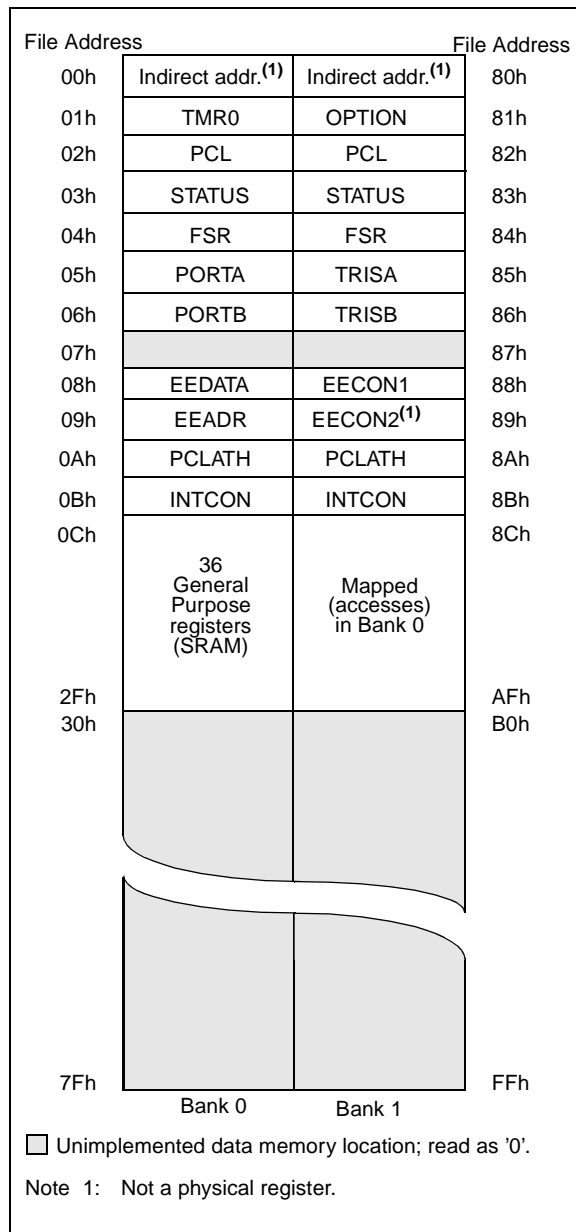 File Address File Address
00h Indirect addr.(1) Indirect addr.(1) 80h
01h TMR0 OPTION 81h
02h PCL PCL 82h
03h STATUS STATUS 83h
04h FSR FSR 84h
05h PORTA TRISA 85h
06h PORTB TRISB 86h
07h 87h
08h EEDATA EECON1 88h
09h EEADR EECON2(1) 89h
0Ah PCLATH PCLATH 8Ah
0Bh INTCON INTCON 8Bh
0Ch 8Ch
36
General
Purpose
registers
(SRAM)
Mapped
(accesses)
in Bank 0
2Fh AFh
30h B0h
7Fh FFh
Bank 0 Bank 1
Unimplemented data memory location; read as '0'.
Note 1: Not a physical register.